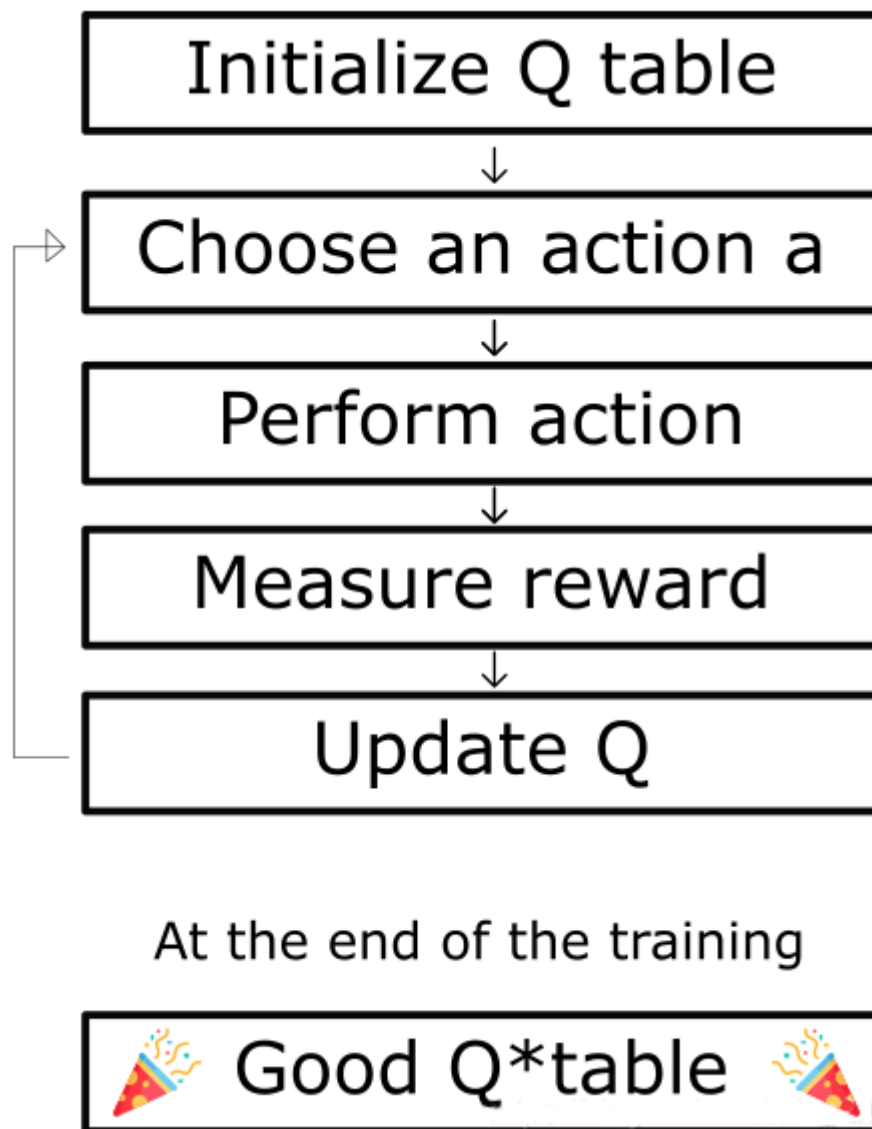 Initialize Q table
Choose an action a
Perform action
Measure reward
Update Q
At the end of the training
Good Q*table